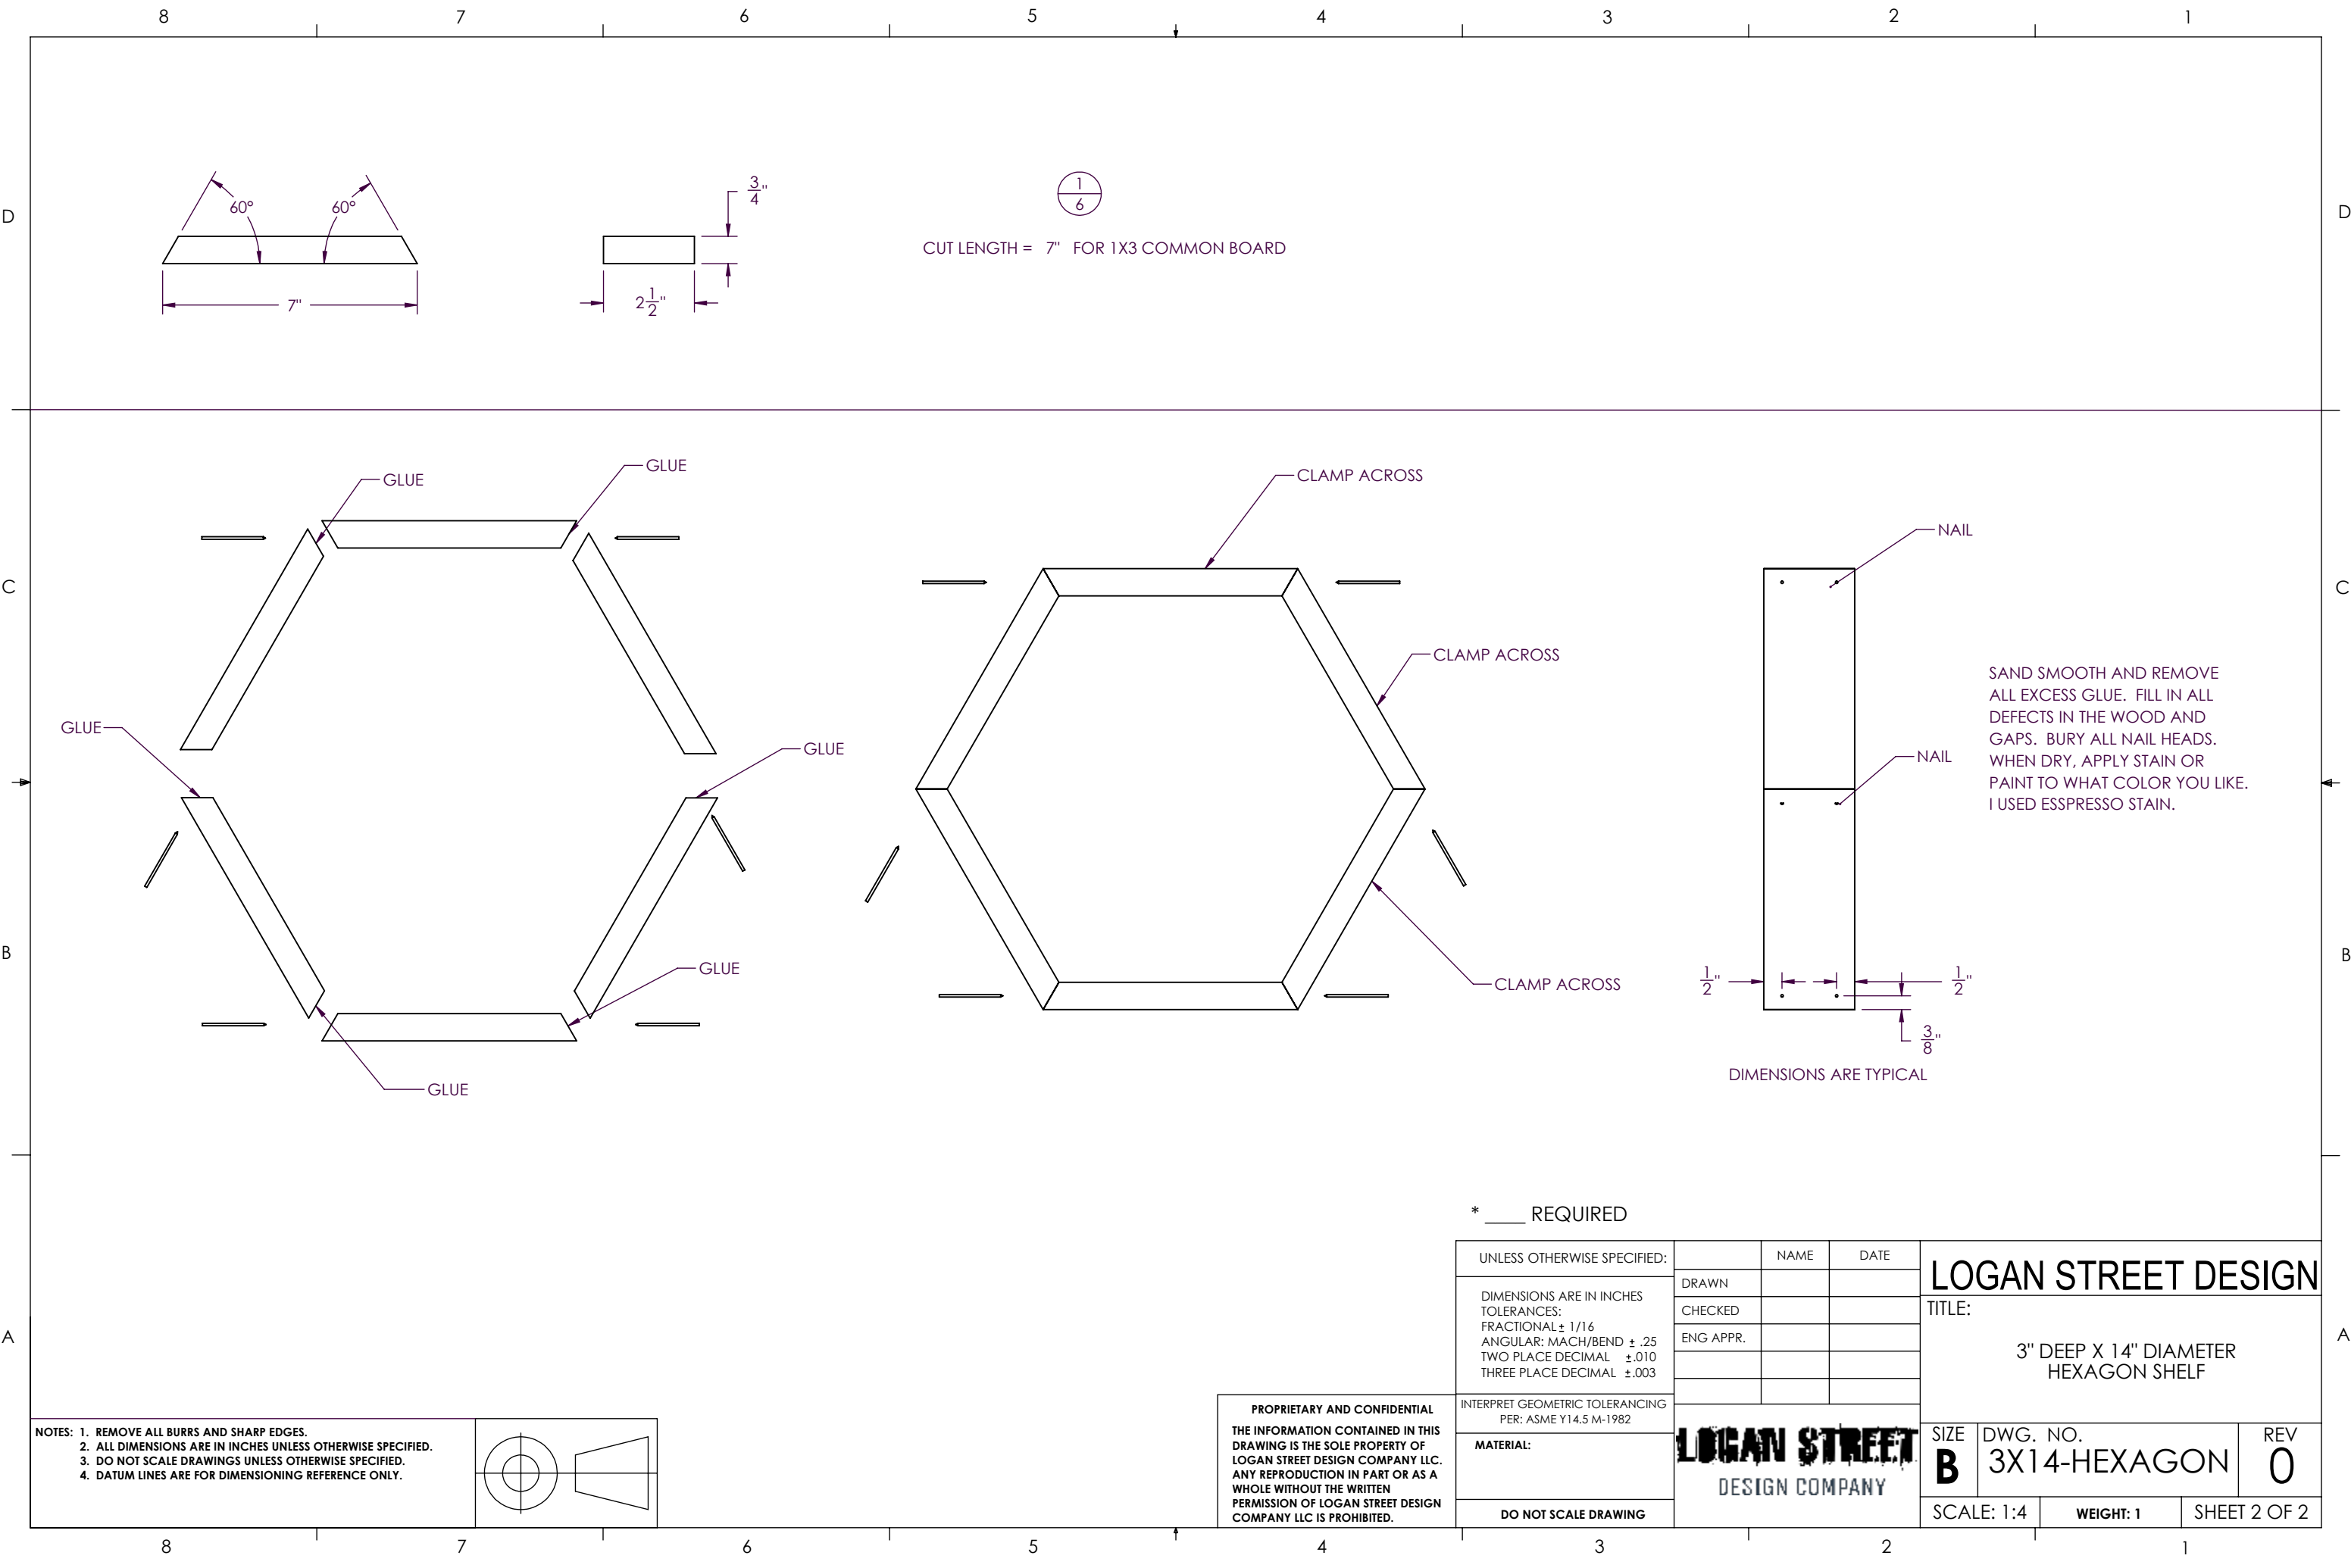 8 7 6 5 4 3 2 1
D
D
60°
60°
7"
3/4"
2 1/2"
1
6
CUT LENGTH = 7" FOR 1X3 COMMON BOARD
C
C
GLUE
GLUE
GLUE
GLUE
GLUE
GLUE
CLAMP ACROSS
CLAMP ACROSS
CLAMP ACROSS
NAIL
NAIL
SAND SMOOTH AND REMOVE
ALL EXCESS GLUE. FILL IN ALL
DEFECTS IN THE WOOD AND
GAPS. BURY ALL NAIL HEADS.
WHEN DRY, APPLY STAIN OR
PAINT TO WHAT COLOR YOU LIKE.
I USED ESSPRESSO STAIN.
B
B
1/2"
1/2"
3/8"
DIMENSIONS ARE TYPICAL
* ____ REQUIRED
A
A
NOTES: 1. REMOVE ALL BURRS AND SHARP EDGES.
2. ALL DIMENSIONS ARE IN INCHES UNLESS OTHERWISE SPECIFIED.
3. DO NOT SCALE DRAWINGS UNLESS OTHERWISE SPECIFIED.
4. DATUM LINES ARE FOR DIMENSIONING REFERENCE ONLY.
PROPRIETARY AND CONFIDENTIAL
THE INFORMATION CONTAINED IN THIS
DRAWING IS THE SOLE PROPERTY OF
LOGAN STREET DESIGN COMPANY LLC.
ANY REPRODUCTION IN PART OR AS A
WHOLE WITHOUT THE WRITTEN
PERMISSION OF LOGAN STREET DESIGN
COMPANY LLC IS PROHIBITED.
UNLESS OTHERWISE SPECIFIED:
DIMENSIONS ARE IN INCHES
TOLERANCES:
FRACTIONAL ± 1/16
ANGULAR: MACH/BEND ± .25
TWO PLACE DECIMAL ±.010
THREE PLACE DECIMAL ±.003
INTERPRET GEOMETRIC TOLERANCING
PER: ASME Y14.5 M-1982
MATERIAL:
DO NOT SCALE DRAWING
NAME DATE
DRAWN
CHECKED
ENG APPR.
LOGAN STREET
DESIGN COMPANY
LOGAN STREET DESIGN
TITLE:
3" DEEP X 14" DIAMETER
HEXAGON SHELF
SIZE DWG. NO. REV
B 3X14-HEXAGON 0
SCALE: 1:4 WEIGHT: 1 SHEET 2 OF 2
8 7 6 5 4 3 2 1